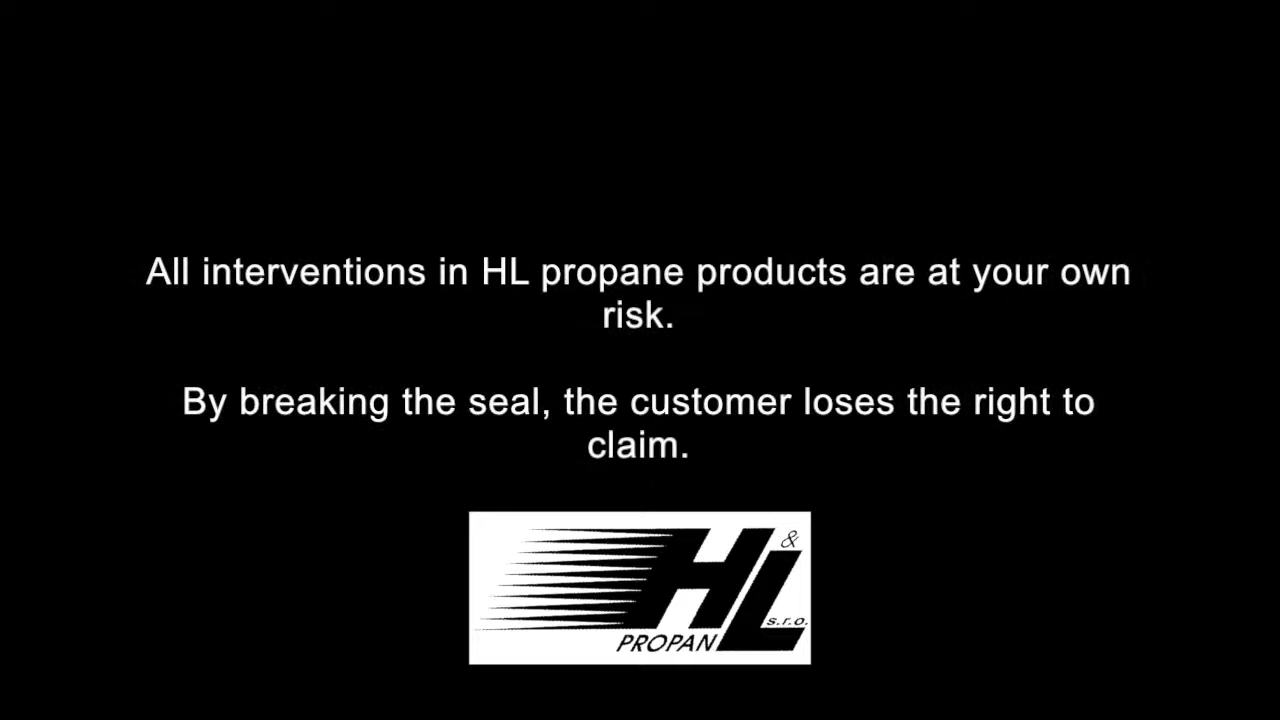 All interventions in HL propane products are at your own
risk.
By breaking the seal, the customer loses the right to
claim.
H & L
s.r.o.
PROPAN